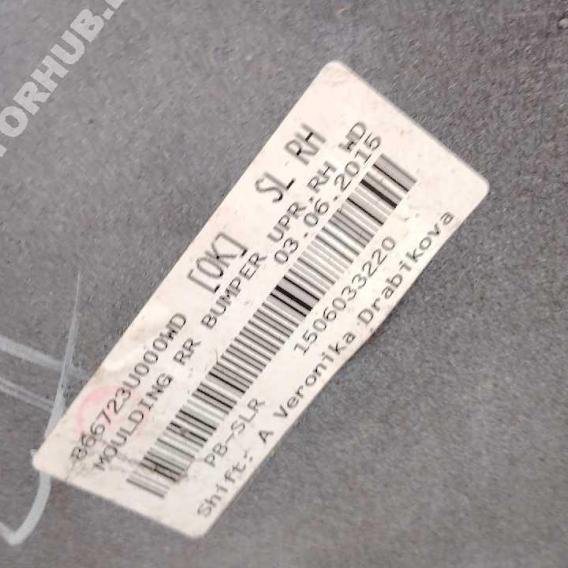 TORHUB.
866723U000WD [OK] SL RH
MOULDING RR BUMPER UPR,RH WD
03.06.2015
PB-SLR 1506033220
Shift: A Veronika Drabikova